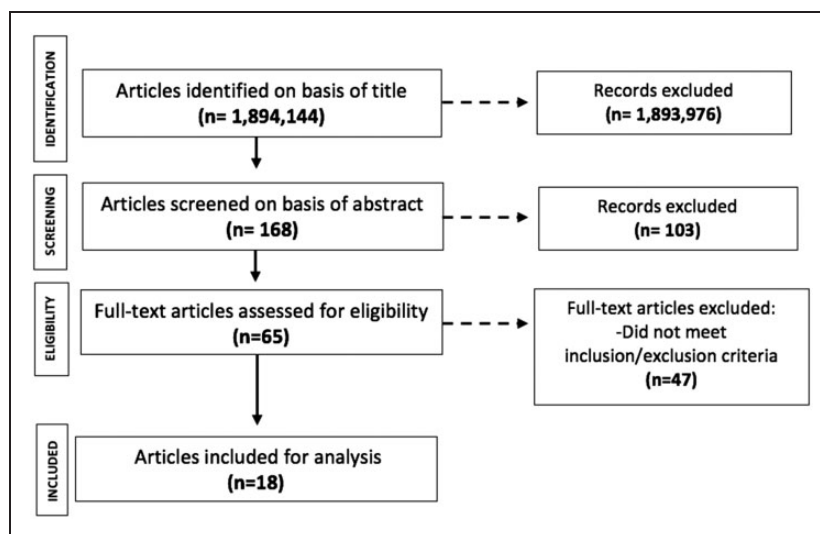 IDENTIFICATION
Articles identified on basis of title
(n= 1,894,144)
Records excluded
(n= 1,893,976)
SCREENING
Articles screened on basis of abstract
(n= 168)
Records excluded
(n= 103)
ELIGIBILITY
Full-text articles assessed for eligibility
(n=65)
Full-text articles excluded:
-Did not meet
inclusion/exclusion criteria
(n=47)
INCLUDED
Articles included for analysis
(n=18)